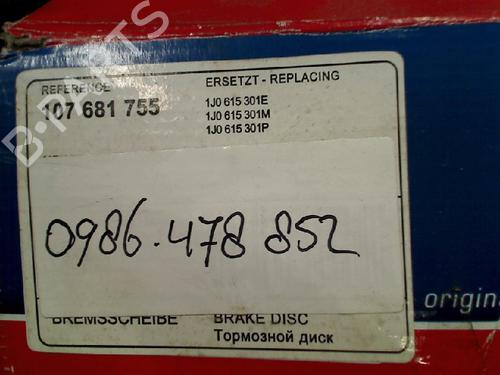 REFERENCE
107 681 755
ERSETZT - REPLACING
1J0 615 301E
1J0 615 301M
1J0 615 301P
0986.478 852
BREMSSCHEIBE
BRAKE DISC
Тормозной диск
origina
B-PARTS